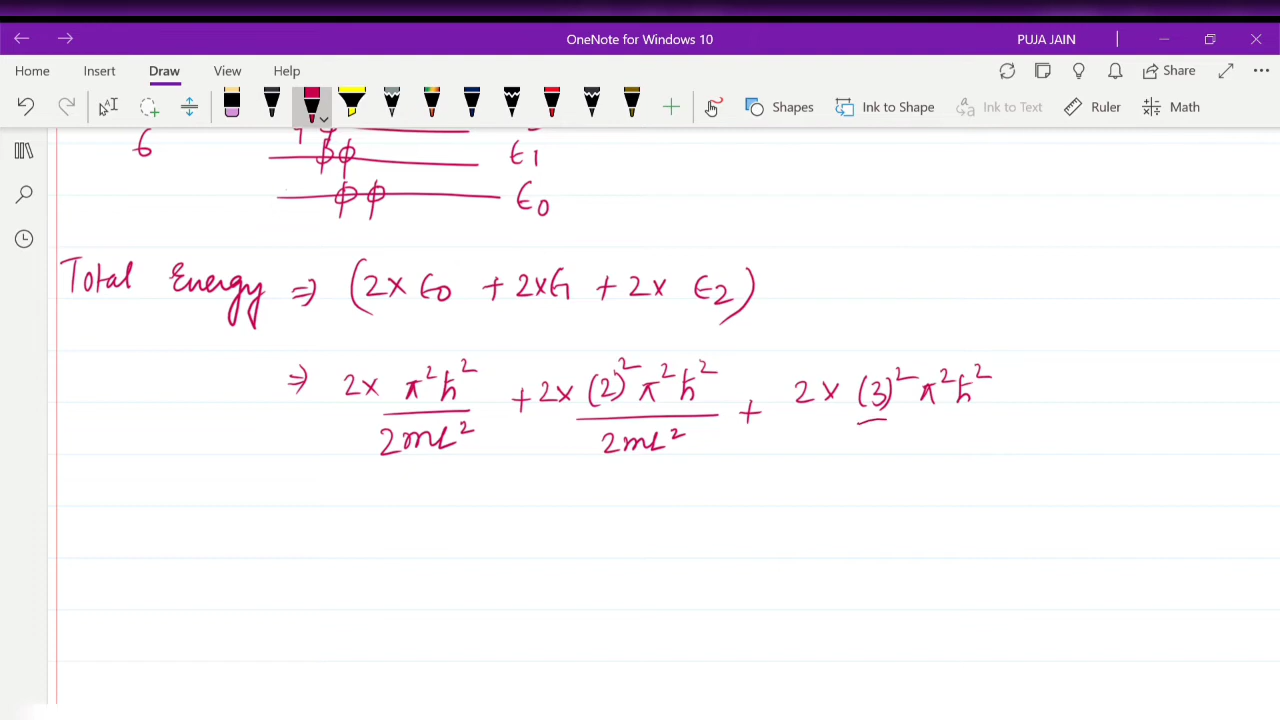 OneNote for Windows 10 PUJA JAIN
Home Insert Draw View Help Share
Shapes Ink to Shape Ink to Text Ruler Math
6 ϵ1
ϵ0
Total Energy ⇒ (2× ϵ0 + 2×ϵ1 + 2× ϵ2)
⇒ 2× π²ħ²/2mL² + 2× (2)²π²ħ²/2mL² + 2× (3)²π²ħ²